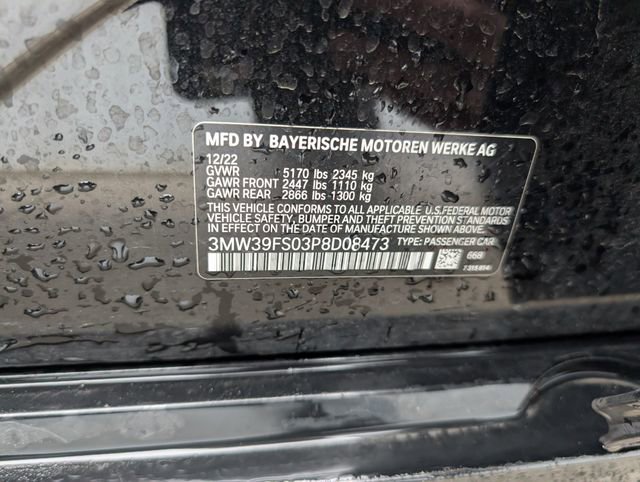 MFD BY BAYERISCHE MOTOREN WERKE AG
12/22
GVWR 5170 lbs 2345 kg
GAWR FRONT 2447 lbs 1110 kg
GAWR REAR 2866 lbs 1300 kg
THIS VEHICLE CONFORMS TO ALL APPLICABLE U.S.FEDERAL MOTOR
VEHICLE SAFETY, BUMPER AND THEFT PREVENTION STANDARDS
IN EFFECT ON THE DATE OF MANUFACTURE SHOWN ABOVE.
3MW39FS03P8D08473 TYPE: PASSENGER CAR
668